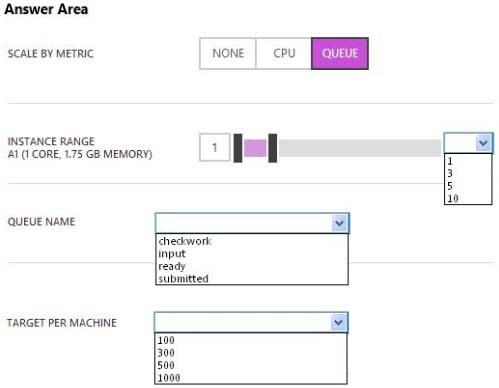 Answer Area
SCALE BY METRIC
NONE CPU QUEUE
INSTANCE RANGE
A1 (1 CORE, 1.75 GB MEMORY)
1
1
3
5
10
QUEUE NAME
checkwork
input
ready
submitted
TARGET PER MACHINE
100
300
500
1000